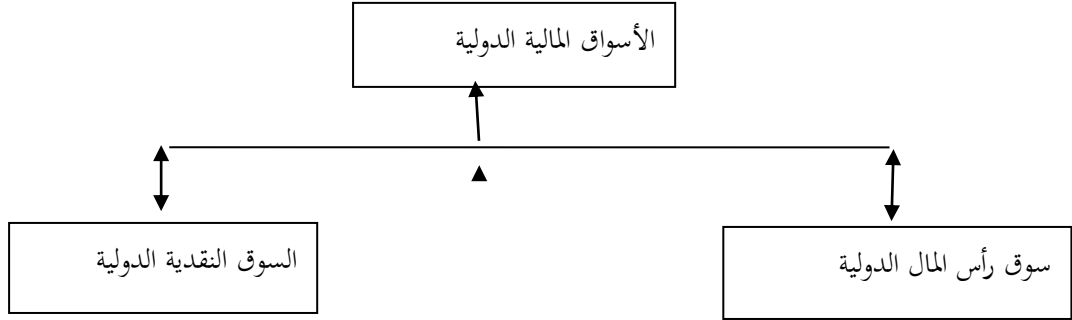 الأسواق المالية الدولية
سوق رأس المال الدولية
السوق النقدية الدولية